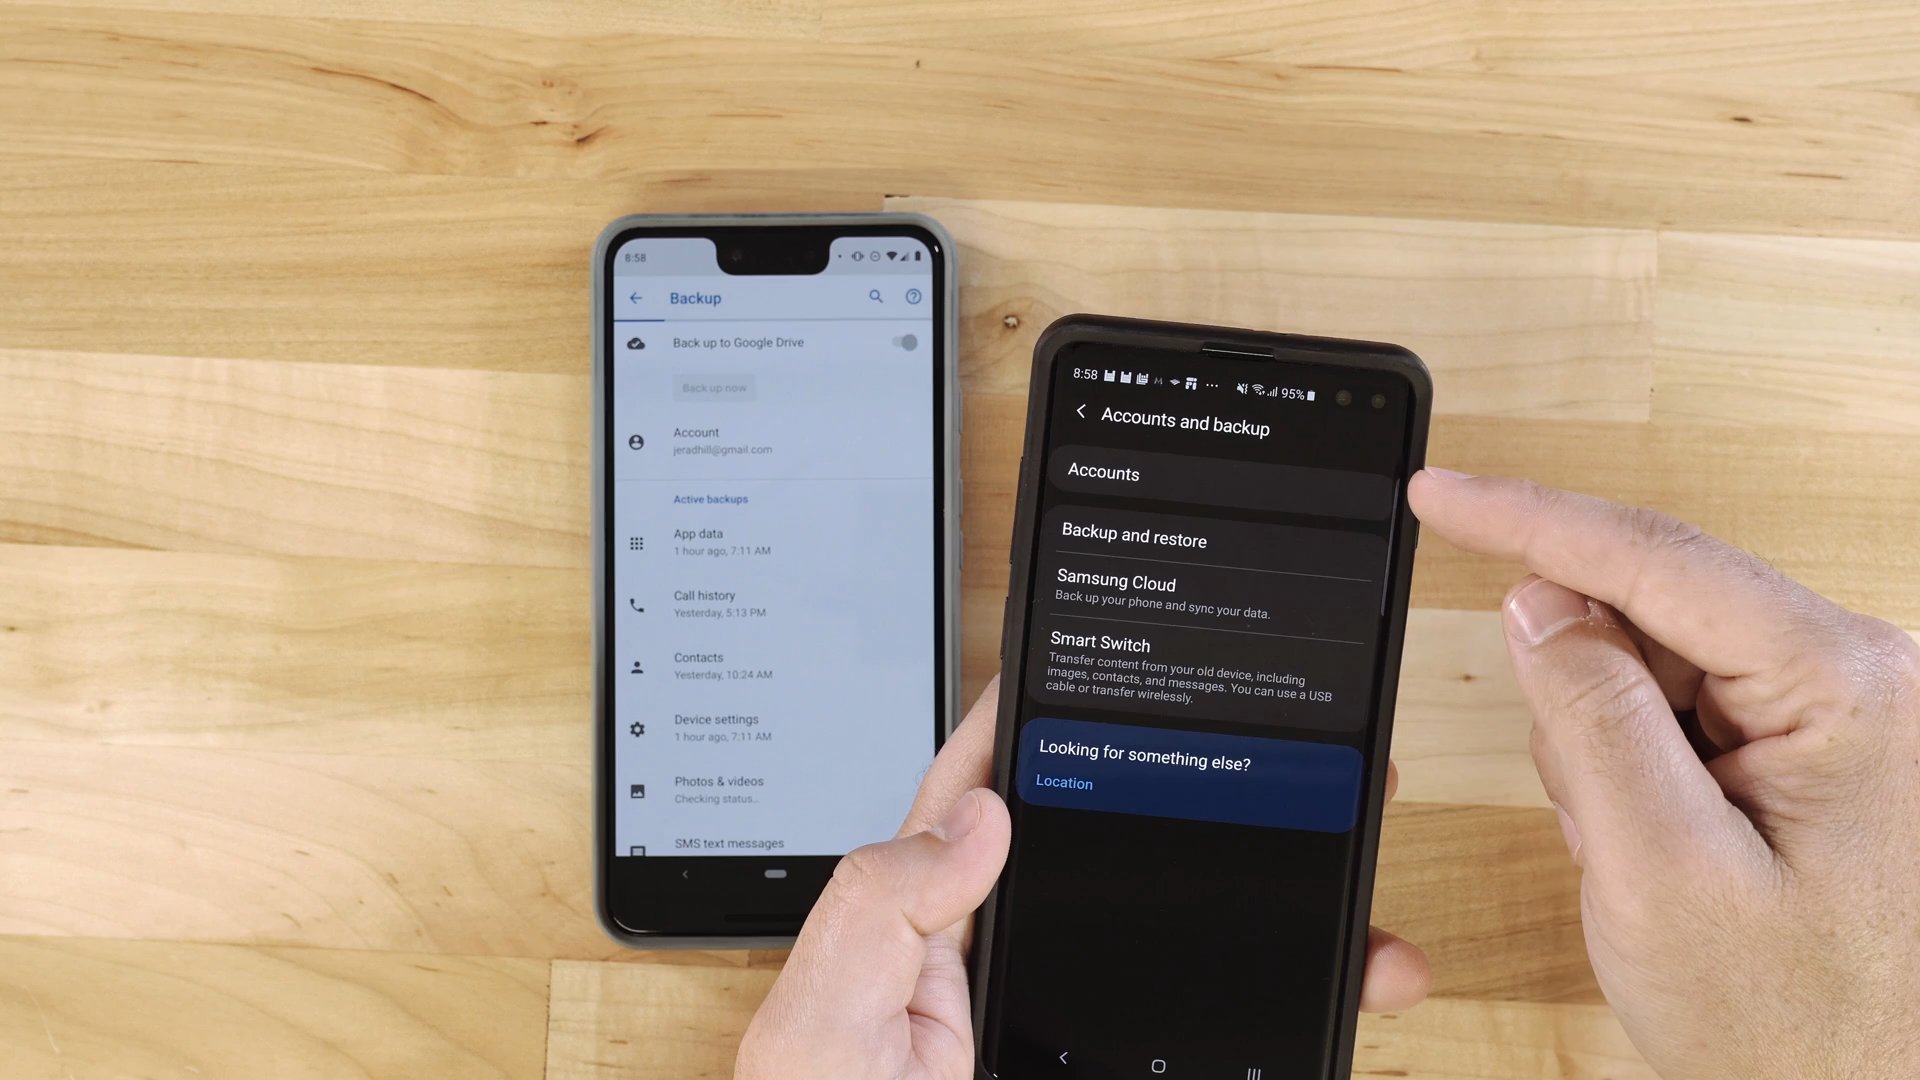 8:58
Backup
Back up to Google Drive
Back up now
Account
jeradhill@gmail.com
Active backups
App data
1 hour ago, 7:11 AM
Call history
Yesterday, 5:13 PM
Contacts
Yesterday, 10:24 AM
Device settings
1 hour ago, 7:11 AM
Photos & videos
Checking status...
SMS text messages
8:58 95%
Accounts and backup
Accounts
Backup and restore
Samsung Cloud
Back up your phone and sync your data.
Smart Switch
Transfer content from your old device, including
images, contacts, and messages. You can use a USB
cable or transfer wirelessly.
Looking for something else?
Location